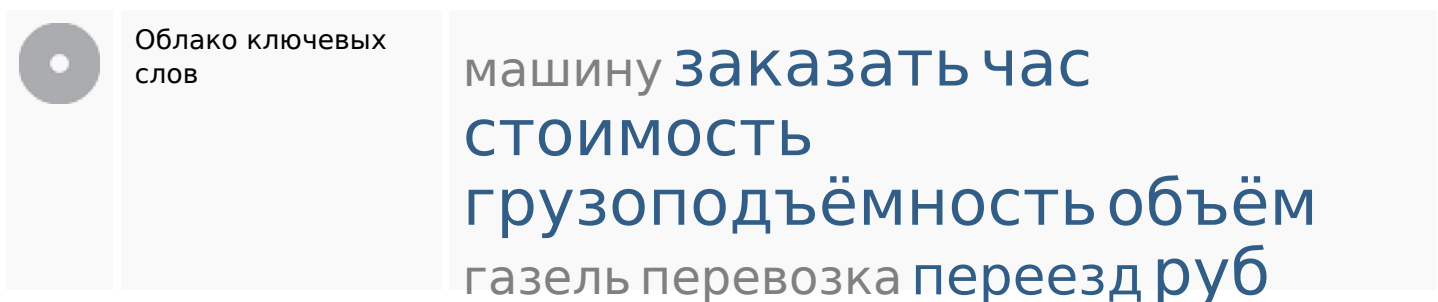 Облако ключевых
слов
машину заказать час
стоимость
грузоподъёмность объём
газель перевозка переезд руб